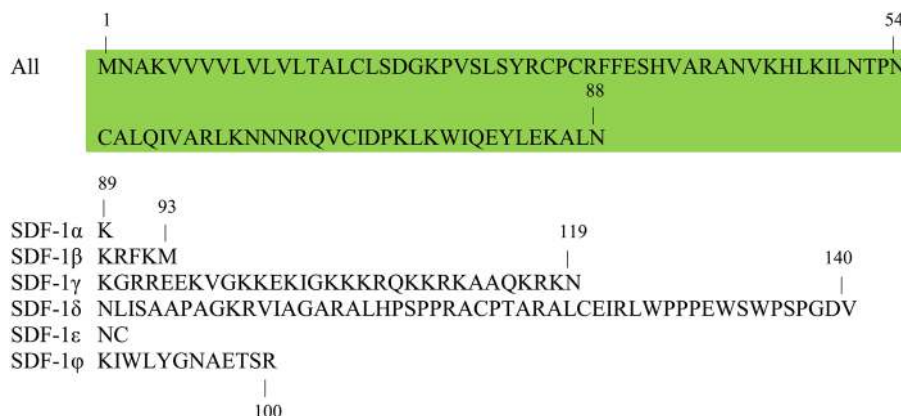 1 54
All MNAKVVVVLVLVLTALCLSDGKPVSLSYRCPCRFFESHVARANVKHLKILNTPN
88
CALQIVARLKNNNRQVCIDPKLKWIQEYLEKALN
89
93
SDF-1α K 119
SDF-1β KRFKM 140
SDF-1γ KGRREEKVGKKEKIGKKKRQKKRKAAQKRKN
SDF-1δ NLISAAPAGKRVIAGARALHPSPPRACPTARALCEIRLWPPPEWSWPSPGDV
SDF-1ε NC
SDF-1φ KIWLYGNAETSR
100